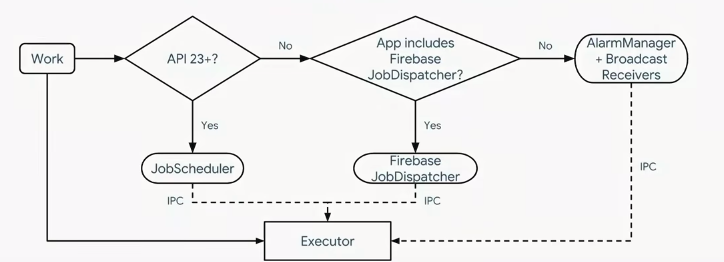 Work
API 23+?
No
App includes
Firebase
JobDispatcher?
No
AlarmManager
+ Broadcast
Receivers
Yes
Yes
JobScheduler
Firebase
JobDispatcher
IPC
IPC
IPC
Executor